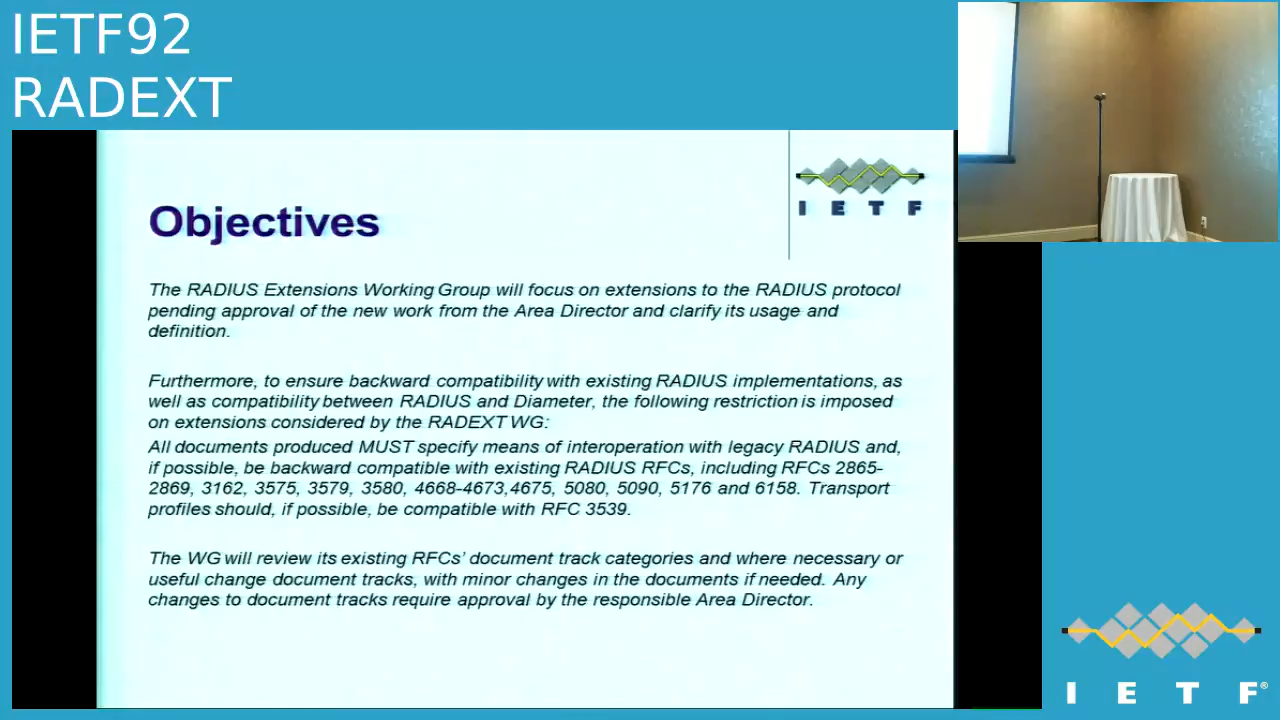 IETF92
RADEXT
I E T F
Objectives
The RADIUS Extensions Working Group will focus on extensions to the RADIUS protocol
pending approval of the new work from the Area Director and clarify its usage and
definition.
Furthermore, to ensure backward compatibility with existing RADIUS implementations, as
well as compatibility between RADIUS and Diameter, the following restriction is imposed
on extensions considered by the RADEXT WG:
All documents produced MUST specify means of interoperation with legacy RADIUS and,
if possible, be backward compatible with existing RADIUS RFCs, including RFCs 2865-
2869, 3162, 3575, 3579, 3580, 4668-4673,4675, 5080, 5090, 5176 and 6158. Transport
profiles should, if possible, be compatible with RFC 3539.
The WG will review its existing RFCs’ document track categories and where necessary or
useful change document tracks, with minor changes in the documents if needed. Any
changes to document tracks require approval by the responsible Area Director.
I E T F®